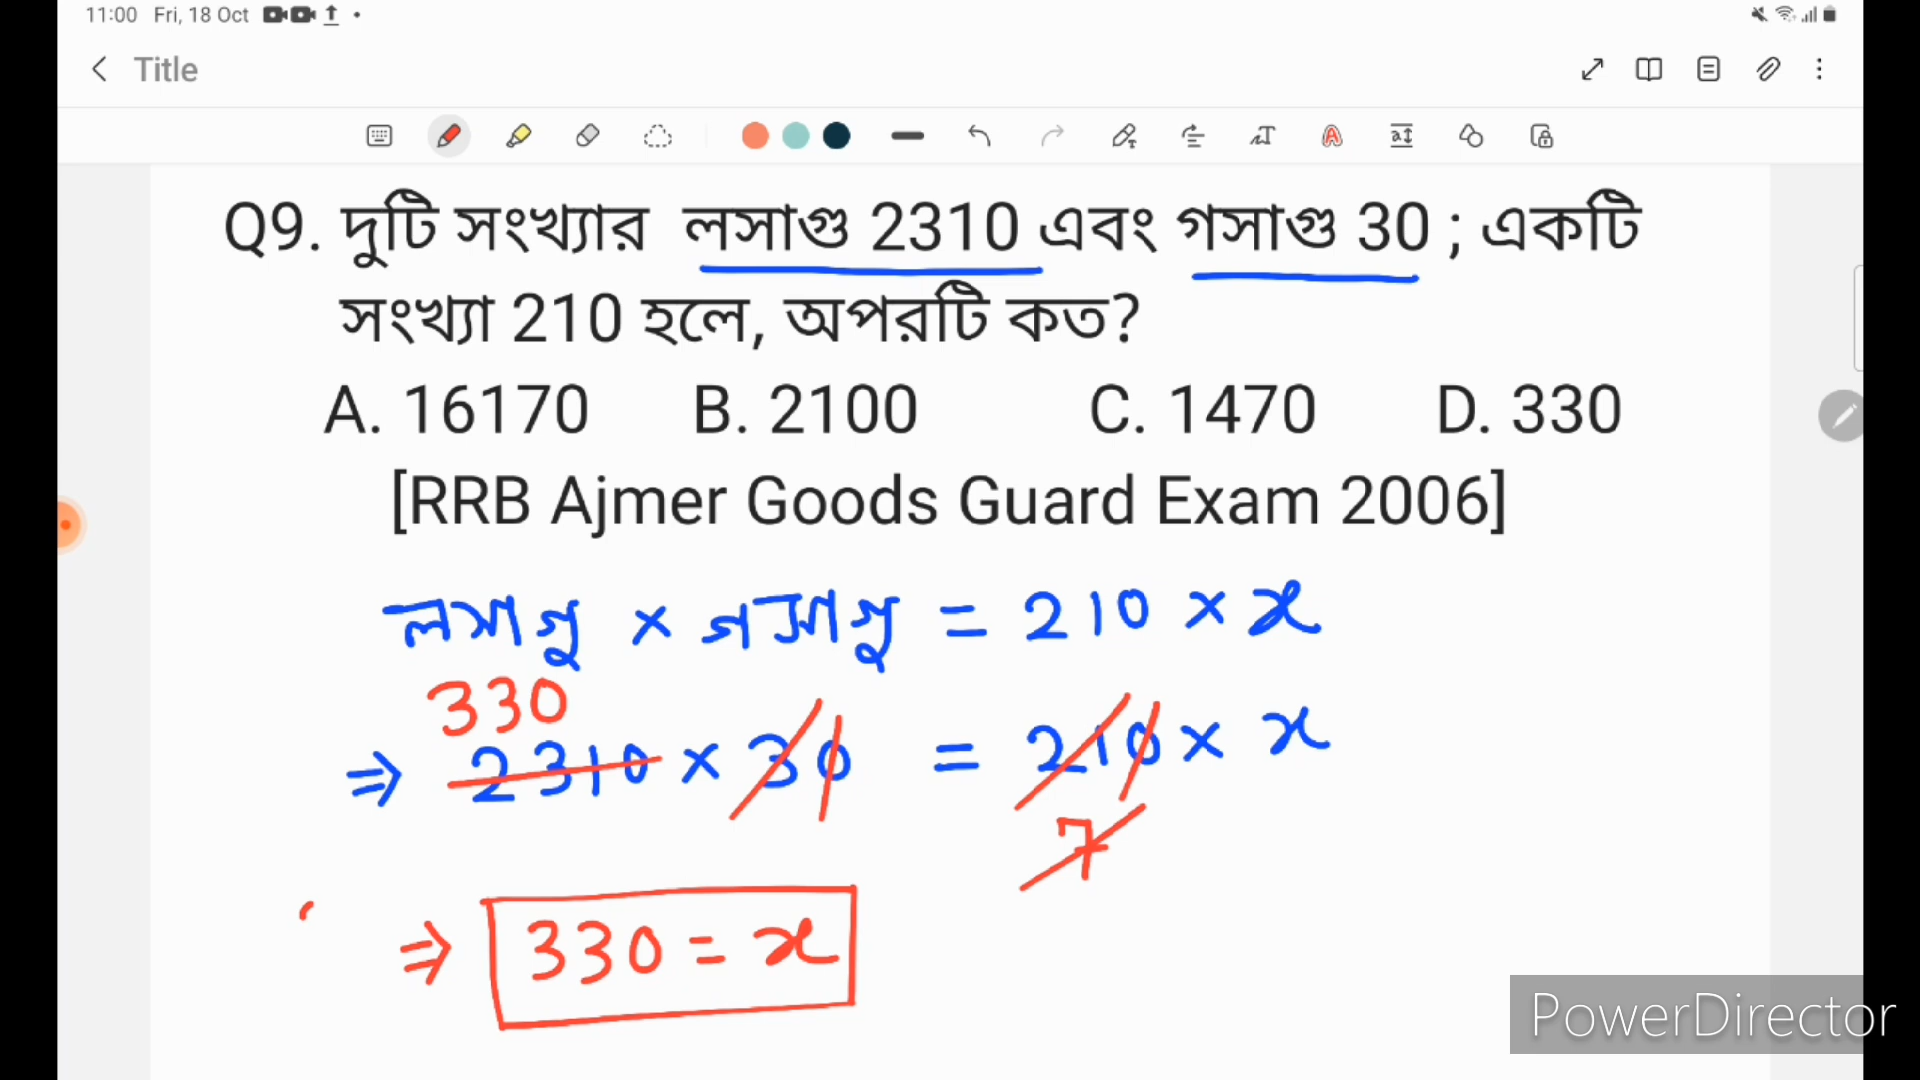 11:00 Fri, 18 Oct
Title
Q9. দুটি সংখ্যার লসাগু 2310 এবং গসাগু 30 ; একটি
সংখ্যা 210 হলে, অপরটি কত?
A. 16170 B. 2100 C. 1470 D. 330
[RRB Ajmer Goods Guard Exam 2006]
লসাগু × গসাগু = 210 × x
330
⇒ 2310 × 30 = 210 × x
7
⇒ 330 = x
PowerDirector